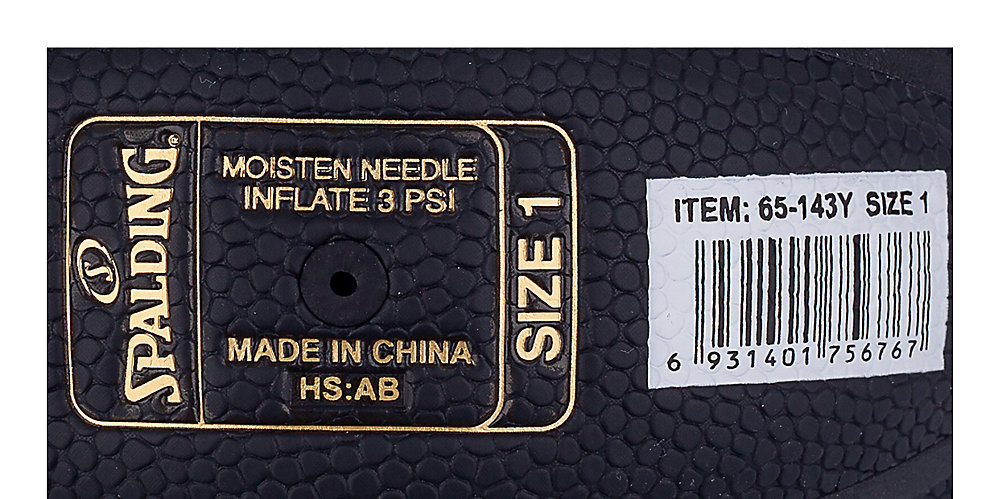 SPALDING®
S
MOISTEN NEEDLE
INFLATE 3 PSI
MADE IN CHINA
HS:AB
SIZE 1
ITEM: 65-143Y SIZE 1
6 931401 756767